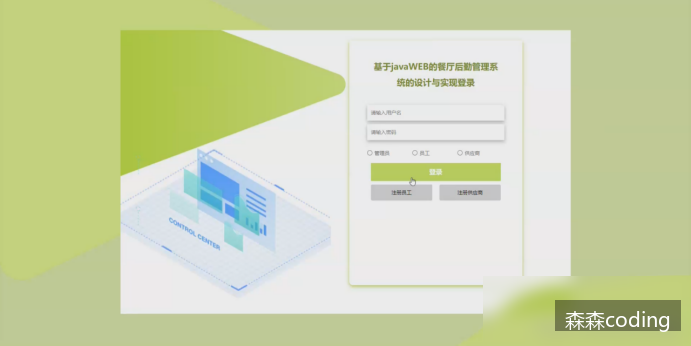 基于javaWEB的餐厅后勤管理系
统的设计与实现登录
请输入用户名
请输入密码
管理员 员工 供应商
登录
注册员工 注册供应商
CONTROL CENTER
森森coding